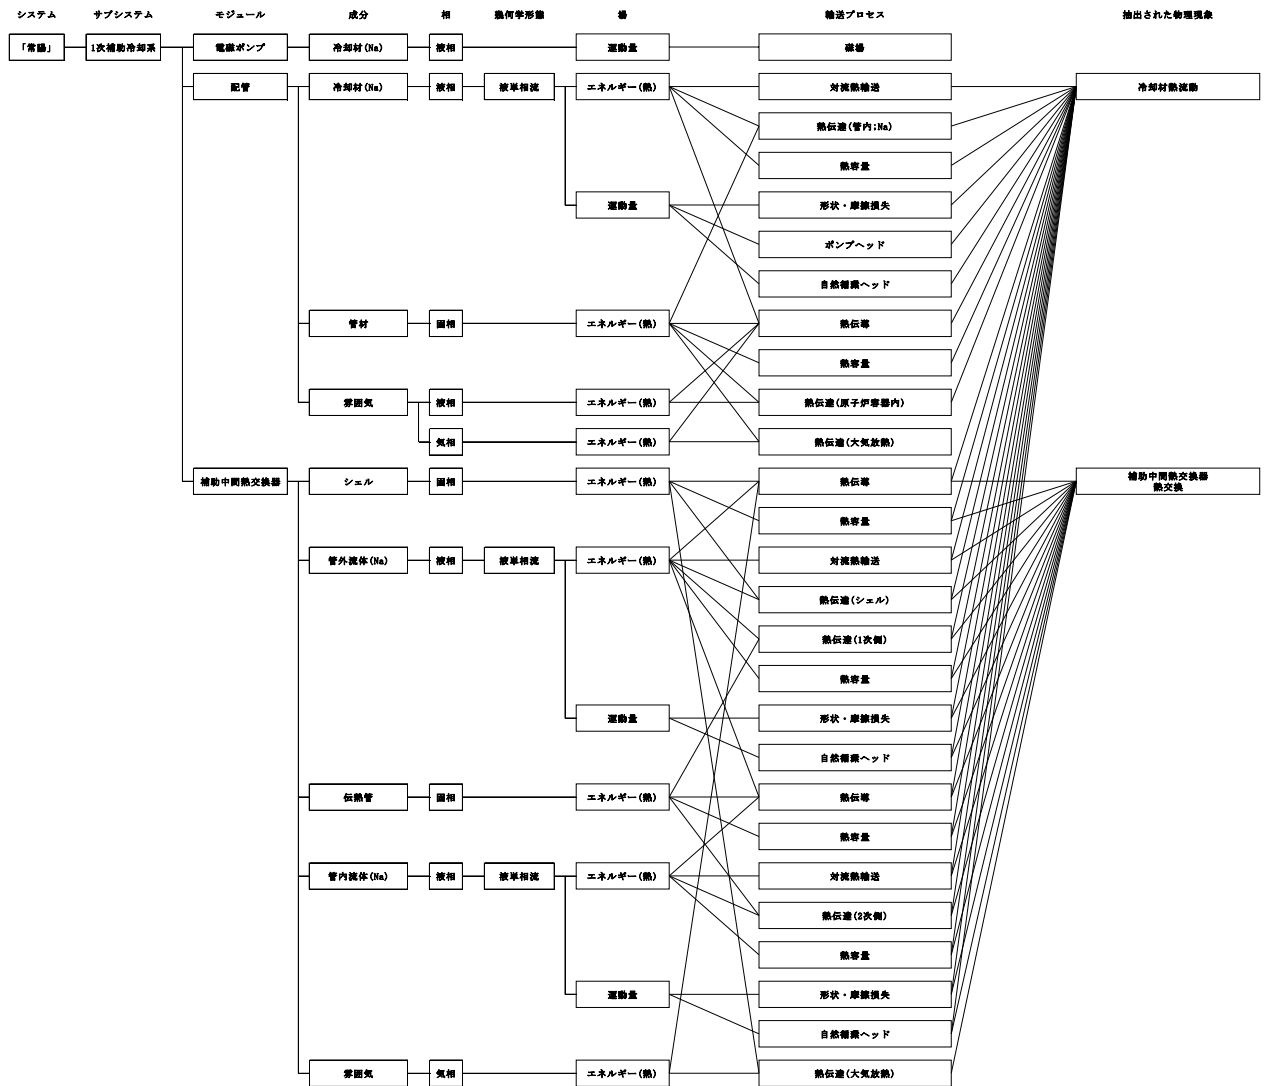 システム　サブシステム　モジュール　成分　相　幾何学形態　場　輸送プロセス　抽出された物理現象
「常陽」　1次補助冷却系　電磁ポンプ　冷却材(Na)　液相　運動量　磁場
配管　冷却材(Na)　液相　液単相流　エネルギー(熱)　対流熱輸送　冷却材熱流動
熱伝達(管内;Na)
熱容量
運動量　形状・摩擦損失
ポンプヘッド
自然循環ヘッド
管材　固相　エネルギー(熱)　熱伝導
熱容量
雰囲気　液相　エネルギー(熱)　熱伝達(原子炉容器内)
気相　エネルギー(熱)　熱伝達(大気放熱)
補助中間熱交換器　シェル　固相　エネルギー(熱)　熱伝導　補助中間熱交換器
熱交換
熱容量
管外流体(Na)　液相　液単相流　エネルギー(熱)　対流熱輸送
熱伝達(シェル)
熱伝達(1次側)
熱容量
運動量　形状・摩擦損失
自然循環ヘッド
伝熱管　固相　エネルギー(熱)　熱伝導
熱容量
管内流体(Na)　液相　液単相流　エネルギー(熱)　対流熱輸送
熱伝達(2次側)
熱容量
運動量　形状・摩擦損失
自然循環ヘッド
雰囲気　気相　エネルギー(熱)　熱伝達(大気放熱)